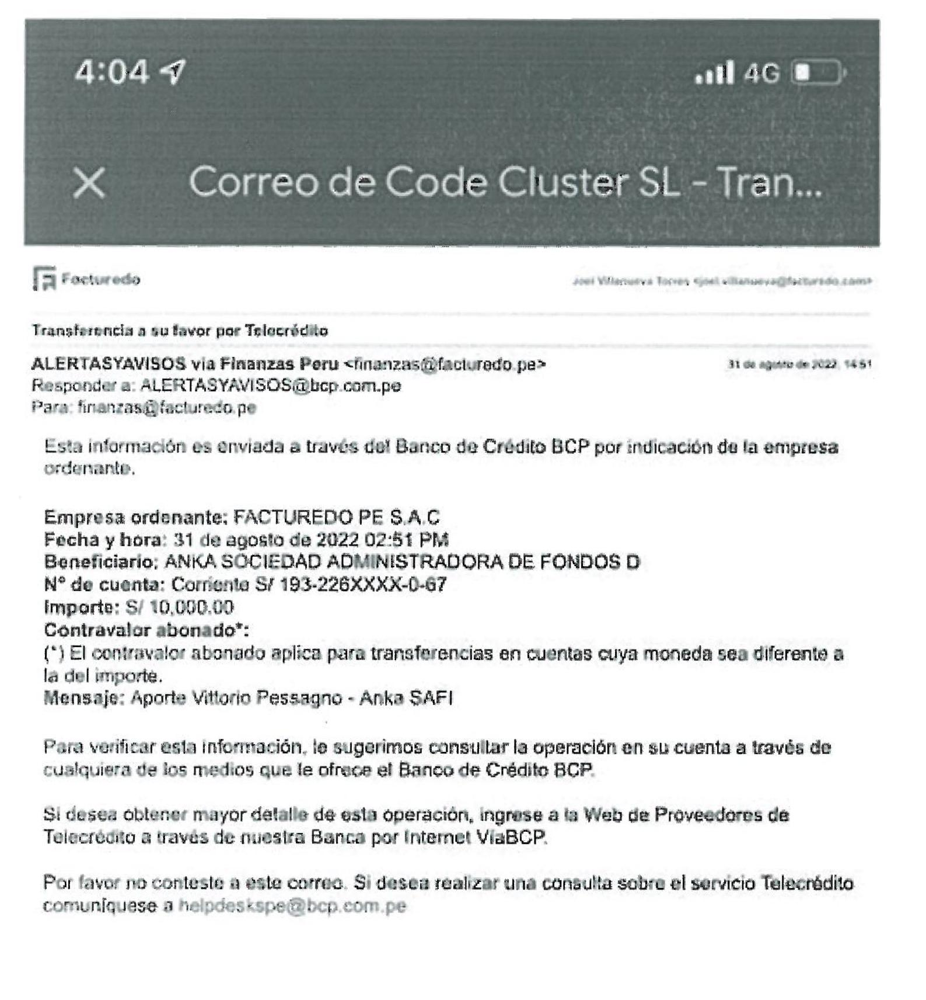 4:04
4G
Correo de Code Cluster SL - Tran...
Facturedo
Joel Villanueva Torres <joel.villanueva@facturedo.com>
Transferencia a su favor por Telecrédito
ALERTASYAVISOS via Finanzas Peru <finanzas@facturedo.pe>
31 de agosto de 2022, 14:51
Responder a: ALERTASYAVISOS@bcp.com.pe
Para: finanzas@facturedo.pe
Esta información es enviada a través del Banco de Crédito BCP por indicación de la empresa
ordenante.
Empresa ordenante: FACTUREDO PE S.A.C
Fecha y hora: 31 de agosto de 2022 02:51 PM
Beneficiario: ANKA SOCIEDAD ADMINISTRADORA DE FONDOS D
Nº de cuenta: Corriente S/ 193-226XXXX-0-67
Importe: S/ 10,000.00
Contravalor abonado*:
(*) El contravalor abonado aplica para transferencias en cuentas cuya moneda sea diferente a
la del importe.
Mensaje: Aporte Vittorio Pessagno - Anka SAFI
Para verificar esta información, le sugerimos consultar la operación en su cuenta a través de
cualquiera de los medios que le ofrece el Banco de Crédito BCP.
Si desea obtener mayor detalle de esta operación, ingrese a la Web de Proveedores de
Telecrédito a través de nuestra Banca por Internet VíaBCP.
Por favor no conteste a este correo. Si desea realizar una consulta sobre el servicio Telecrédito
comuníquese a helpdeskspe@bcp.com.pe